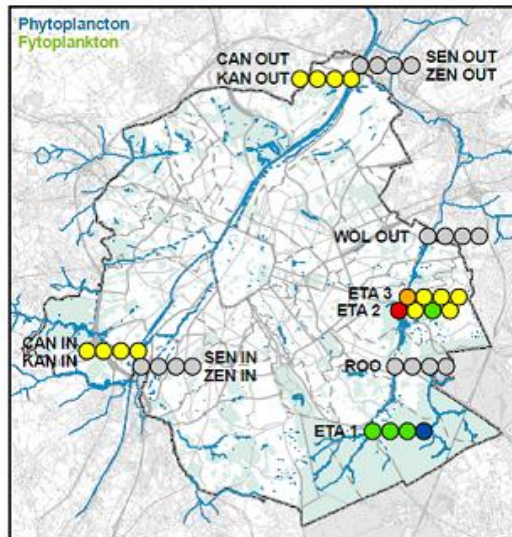 Phytoplancton
Fytoplankton
CAN OUT
KAN OUT
SEN OUT
ZEN OUT
WOL OUT
ETA 3
ETA 2
CAN IN
KAN IN
SEN IN
ZEN IN
ROO
ETA 1